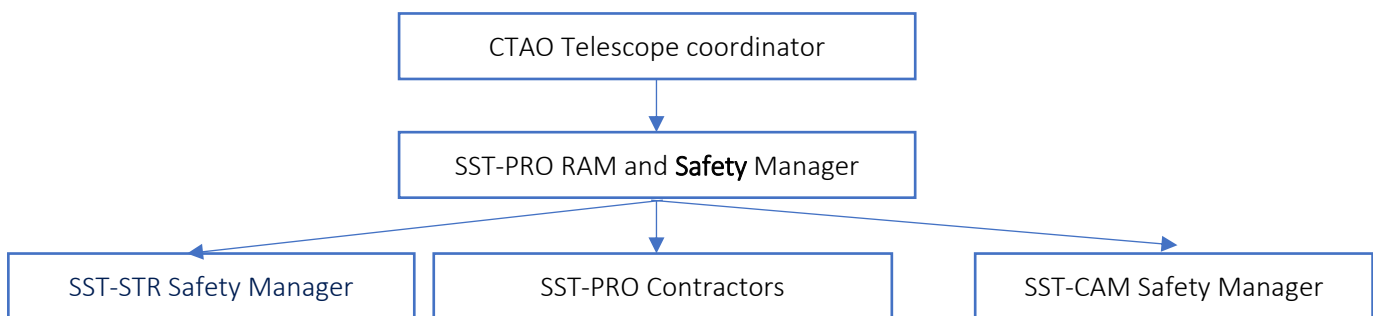 CTAO Telescope coordinator
SST-PRO RAM and Safety Manager
SST-STR Safety Manager
SST-PRO Contractors
SST-CAM Safety Manager